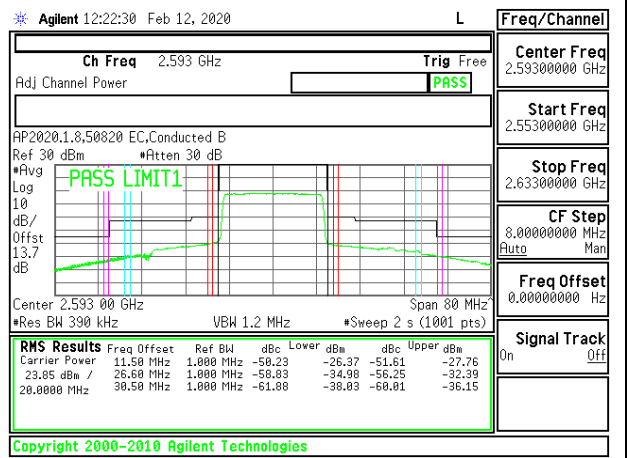 Agilent 12:22:30 Feb 12, 2020 L Freq/Channel
Ch Freq 2.593 GHz Trig Free
Adj Channel Power PASS
Center Freq
2.59300000 GHz
Start Freq
2.55300000 GHz
AP2020.1.8,50820 EC,Conducted B
Ref 30 dBm #Atten 30 dB
#Avg
Log
10
dB/
Offst
13.7
dB
PASS LIMIT1
Stop Freq
2.63300000 GHz
CF Step
8.00000000 MHz
Auto Man
Freq Offset
0.00000000 Hz
Center 2.593 00 GHz Span 80 MHz^
#Res BW 390 kHz VBW 1.2 MHz #Sweep 2 s (1001 pts)
Signal Track
On Off
RMS Results Freq Offset Ref BW dBc Lower dBm dBc Upper dBm
Carrier Power 11.50 MHz 1.000 MHz -50.23 -26.37 -51.61 -27.76
23.85 dBm / 26.60 MHz 1.000 MHz -58.83 -34.98 -56.25 -32.39
20.0000 MHz 30.50 MHz 1.000 MHz -61.88 -38.03 -60.01 -36.15
Copyright 2000-2010 Agilent Technologies